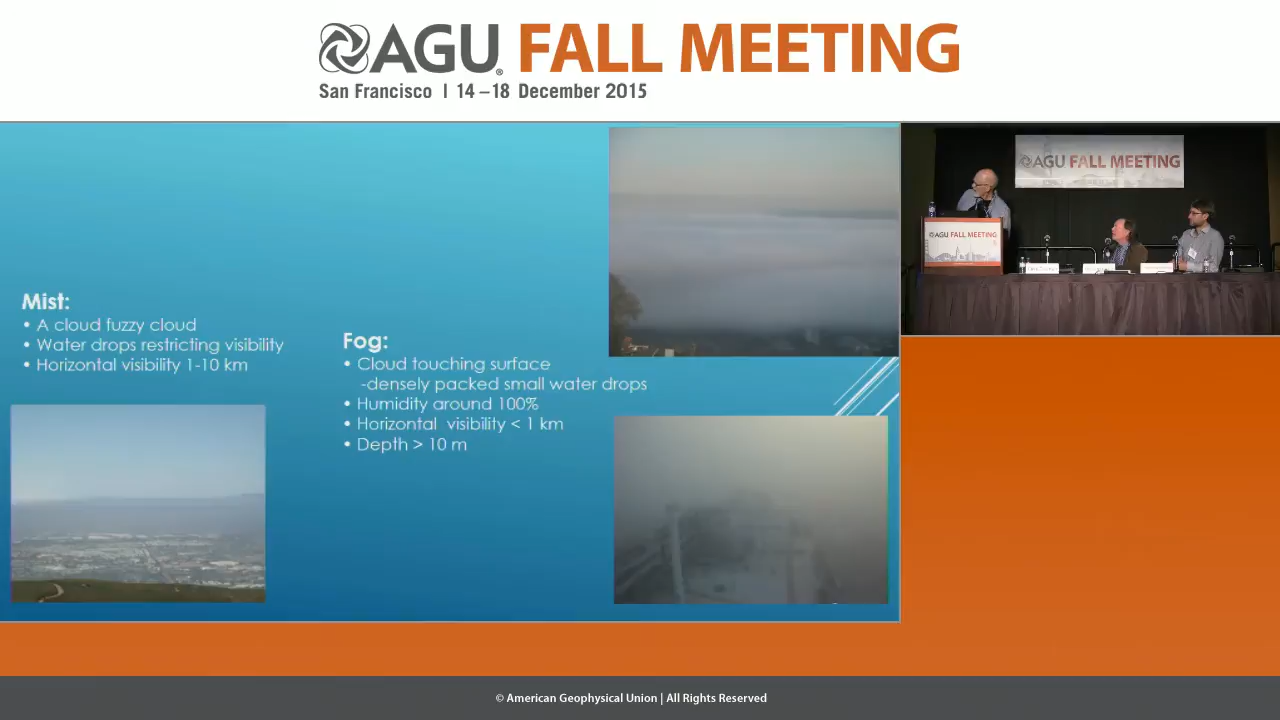 AGU FALL MEETING
San Francisco | 14–18 December 2015
Mist:
• A cloud fuzzy cloud
• Water drops restricting visibility
• Horizontal visibility 1-10 km
Fog:
• Cloud touching surface
-densely packed small water drops
• Humidity around 100%
• Horizontal visibility < 1 km
• Depth > 10 m
AGU FALL MEETING
AGU FALL MEETING
© American Geophysical Union | All Rights Reserved